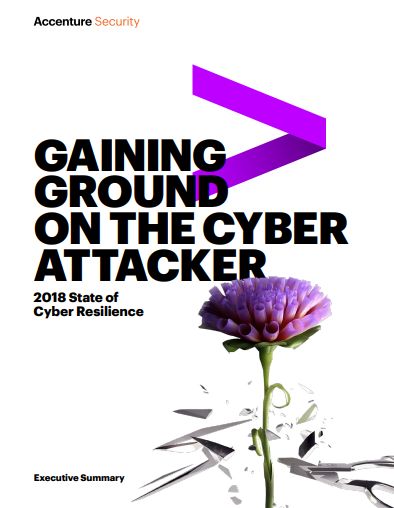 Accenture Security
GAINING
GROUND
ON THE CYBER
ATTACKER
2018 State of
Cyber Resilience
Executive Summary